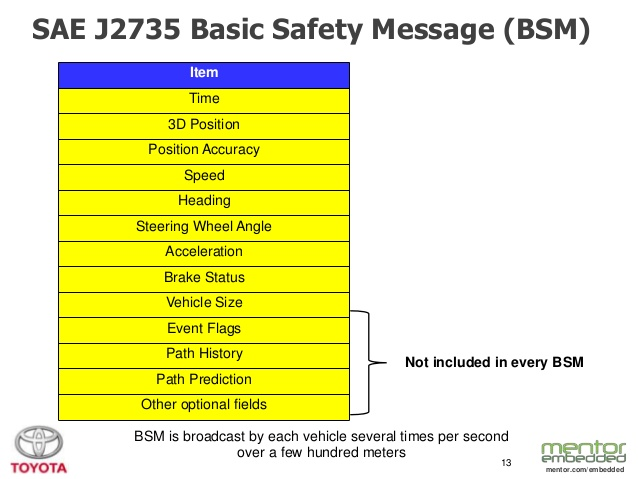 SAE J2735 Basic Safety Message (BSM)
Item
Time
3D Position
Position Accuracy
Speed
Heading
Steering Wheel Angle
Acceleration
Brake Status
Vehicle Size
Event Flags
Path History
Path Prediction
Other optional fields
Not included in every BSM
BSM is broadcast by each vehicle several times per second
over a few hundred meters
TOYOTA
13
mentor
embedded
mentor.com/embedded